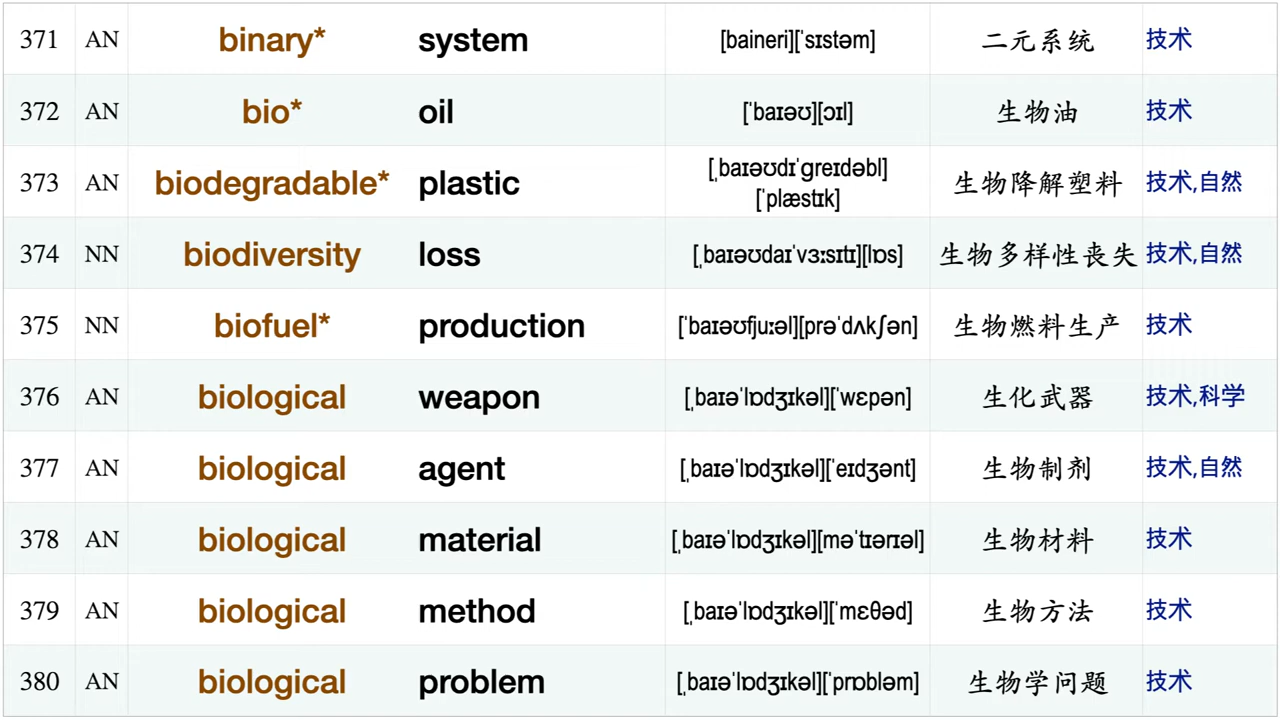 371 AN binary* system [baineri][ˈsɪstəm] 二元系统 技术
372 AN bio* oil [ˈbaɪəʊ][ɔɪl] 生物油 技术
373 AN biodegradable* plastic [ˌbaɪəʊdɪˈɡreɪdəbl] [ˈplæstɪk] 生物降解塑料 技术,自然
374 NN biodiversity loss [ˌbaɪəʊdaɪˈvɜːsɪtɪ][lɒs] 生物多样性丧失 技术,自然
375 NN biofuel* production [ˈbaɪəʊfjuːəl][prəˈdʌkʃən] 生物燃料生产 技术
376 AN biological weapon [ˌbaɪəˈlɒdʒɪkəl][ˈwɛpən] 生化武器 技术,科学
377 AN biological agent [ˌbaɪəˈlɒdʒɪkəl][ˈeɪdʒənt] 生物制剂 技术,自然
378 AN biological material [ˌbaɪəˈlɒdʒɪkəl][məˈtɪərɪəl] 生物材料 技术
379 AN biological method [ˌbaɪəˈlɒdʒɪkəl][ˈmɛθəd] 生物方法 技术
380 AN biological problem [ˌbaɪəˈlɒdʒɪkəl][ˈprɒbləm] 生物学问题 技术